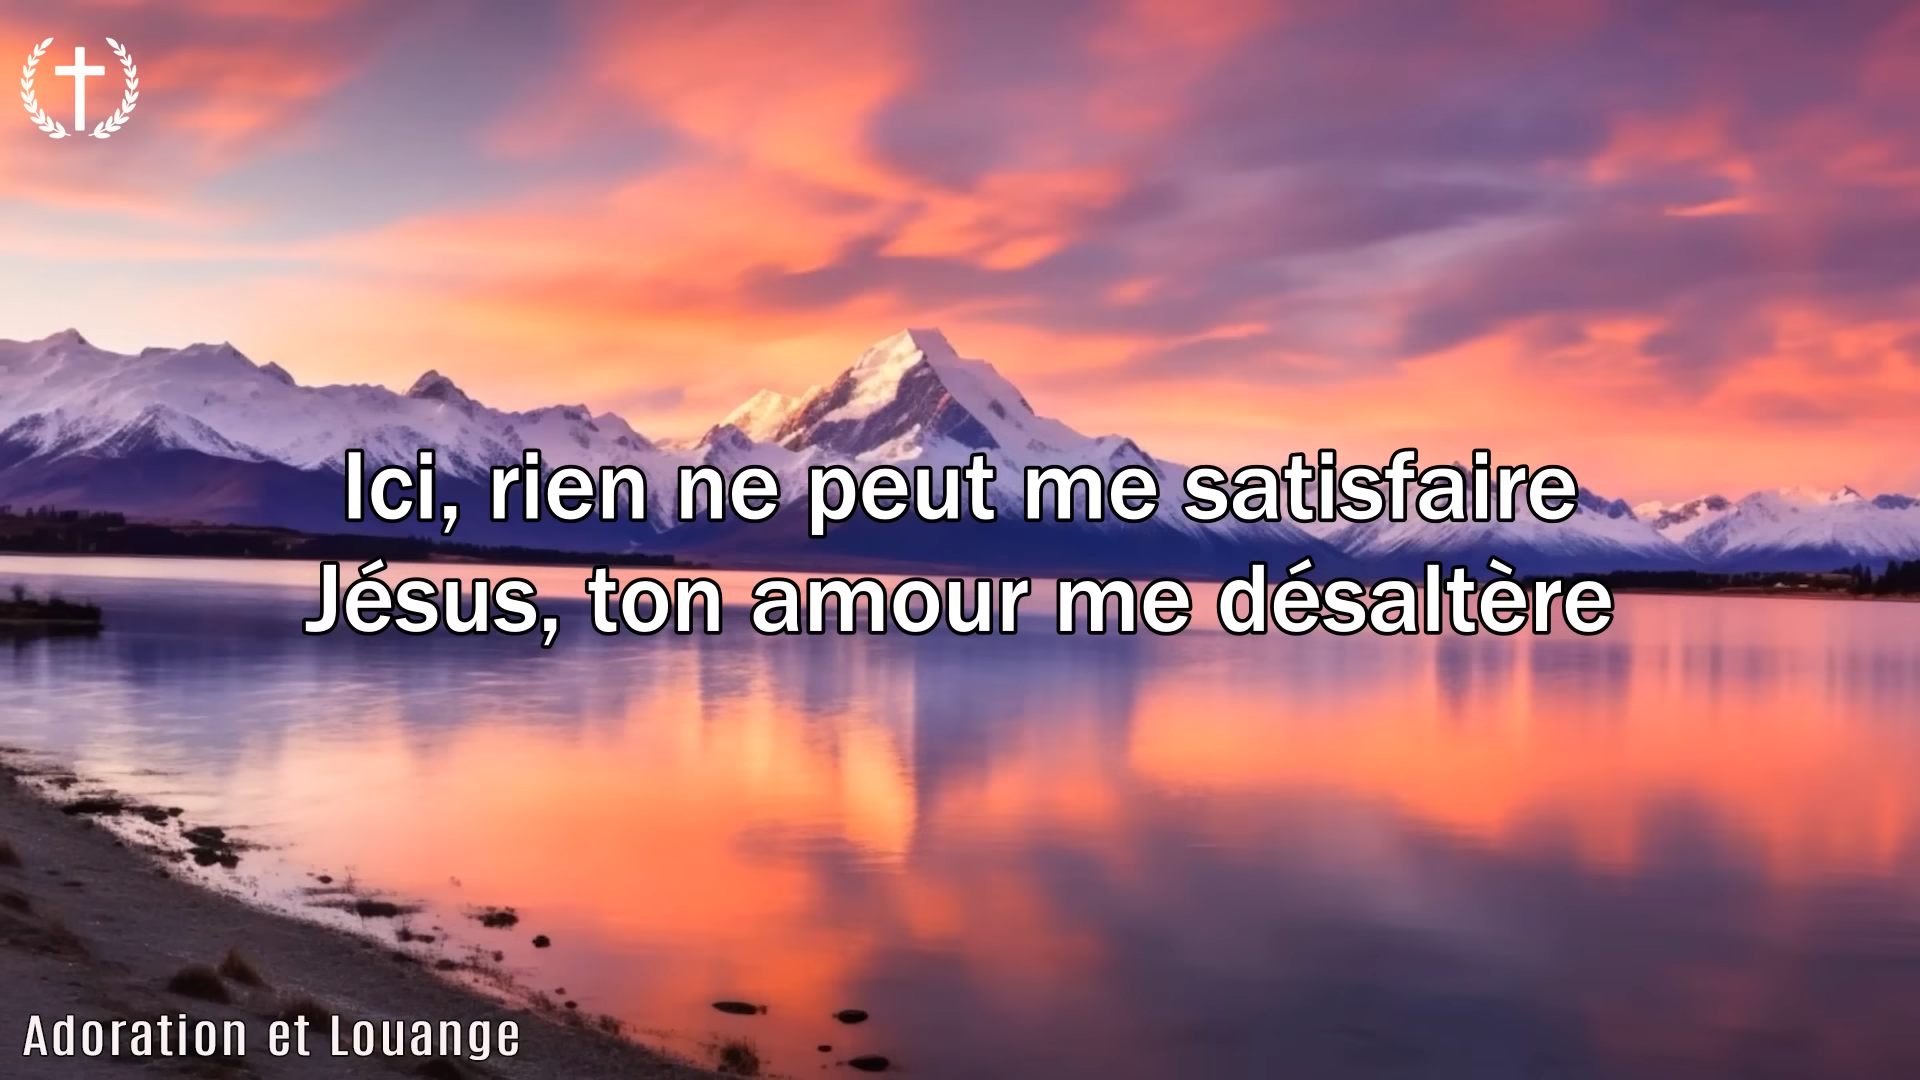 Ici, rien ne peut me satisfaire
Jésus, ton amour me désaltère
Adoration et Louange